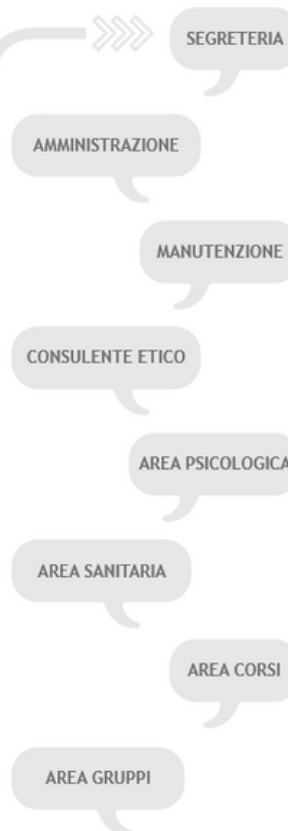 SEGRETERIA
AMMINISTRAZIONE
MANUTENZIONE
CONSULENTE ETICO
AREA PSICOLOGICA
AREA SANITARIA
AREA CORSI
AREA GRUPPI